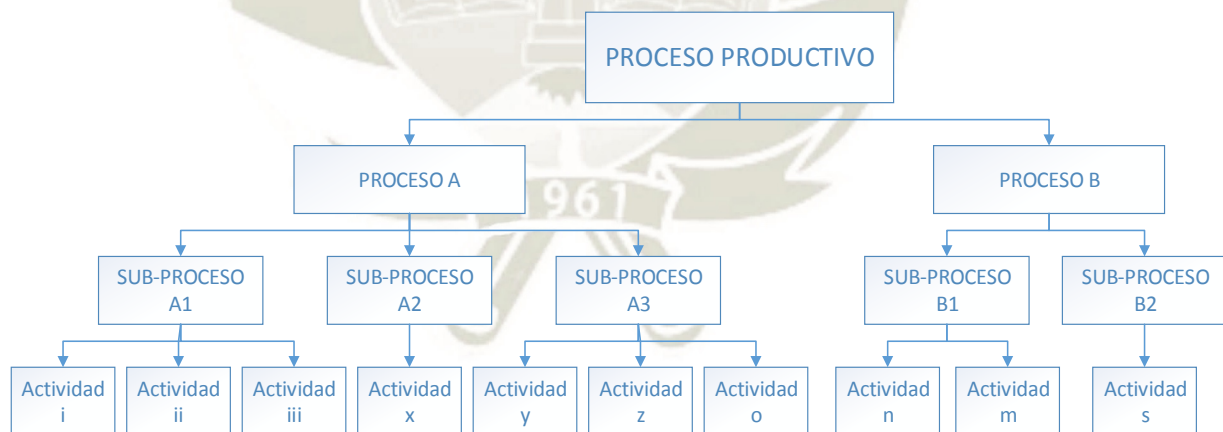 PROCESO PRODUCTIVO
PROCESO A
PROCESO B
961
SUB-PROCESO
A1
SUB-PROCESO
A2
SUB-PROCESO
A3
SUB-PROCESO
B1
SUB-PROCESO
B2
Actividad
i
Actividad
ii
Actividad
iii
Actividad
x
Actividad
y
Actividad
z
Actividad
o
Actividad
n
Actividad
m
Actividad
s